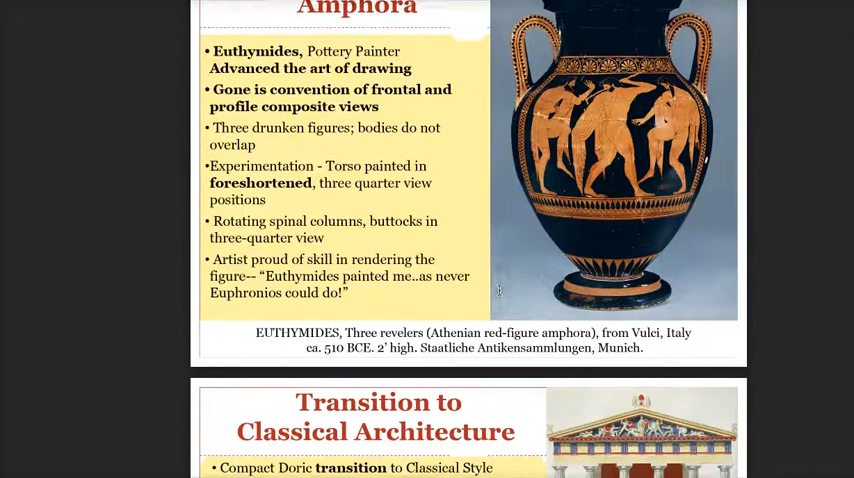 Amphora
• Euthymides, Pottery Painter
Advanced the art of drawing
• Gone is convention of frontal and
profile composite views
• Three drunken figures; bodies do not
overlap
•Experimentation - Torso painted in
foreshortened, three quarter view
positions
• Rotating spinal columns, buttocks in
three-quarter view
• Artist proud of skill in rendering the
figure-- “Euthymides painted me..as never
Euphronios could do!”
EUTHYMIDES, Three revelers (Athenian red-figure amphora), from Vulci, Italy
ca. 510 BCE. 2’ high. Staatliche Antikensammlungen, Munich.
Transition to
Classical Architecture
• Compact Doric transition to Classical Style